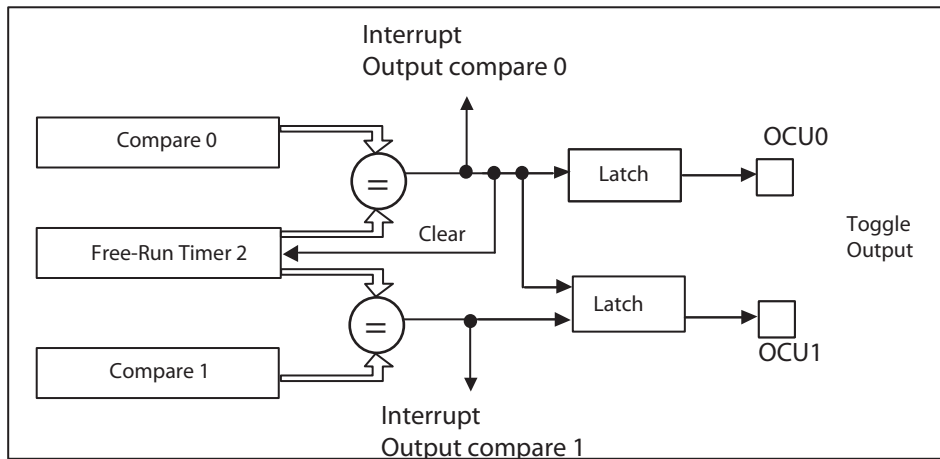 Interrupt
Output compare 0
Compare 0
=
OCU0
Latch
Free-Run Timer 2
Clear
Toggle
Output
Latch
=
OCU1
Compare 1
Interrupt
Output compare 1